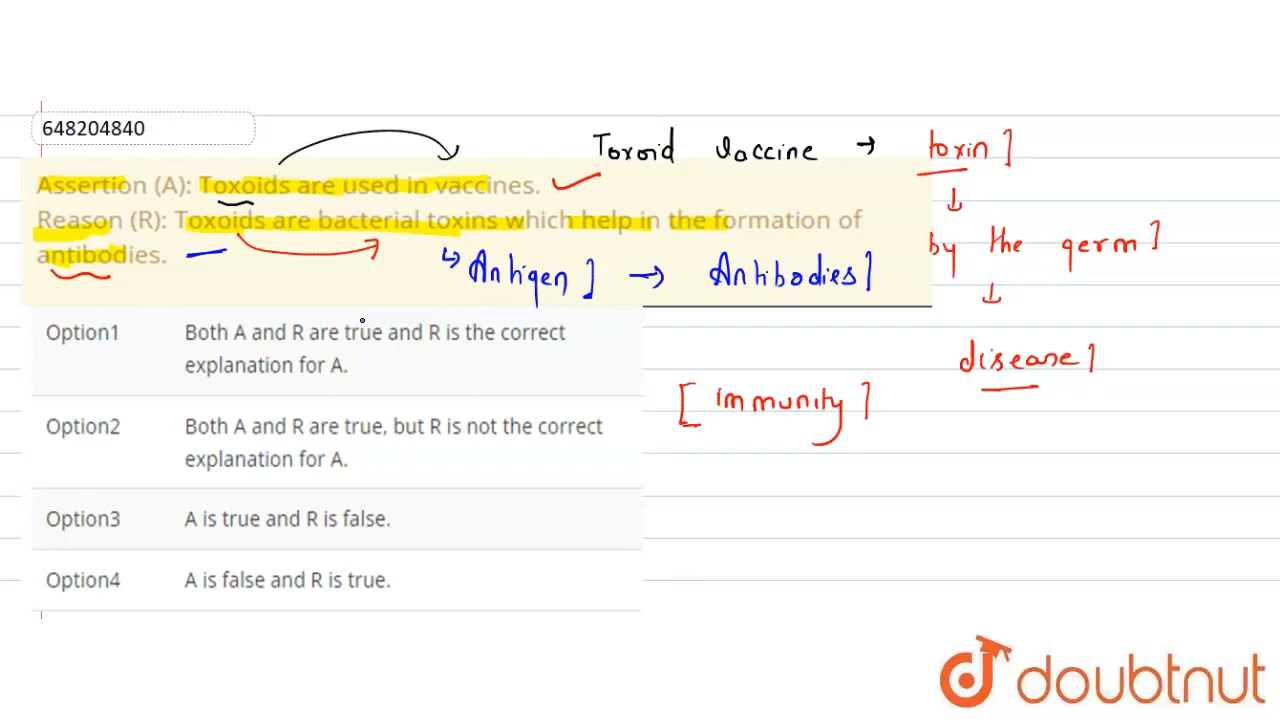 648204840
Toxoid Vaccine → toxin]
Assertion (A): Toxoids are used in vaccines.
Reason (R): Toxoids are bacterial toxins which help in the formation of
antibodies.
by the germ]
Antigen] → Antibodies]
disease]
[immunity]
Option1 Both A and R are true and R is the correct
explanation for A.
Option2 Both A and R are true, but R is not the correct
explanation for A.
Option3 A is true and R is false.
Option4 A is false and R is true.
doubtnut